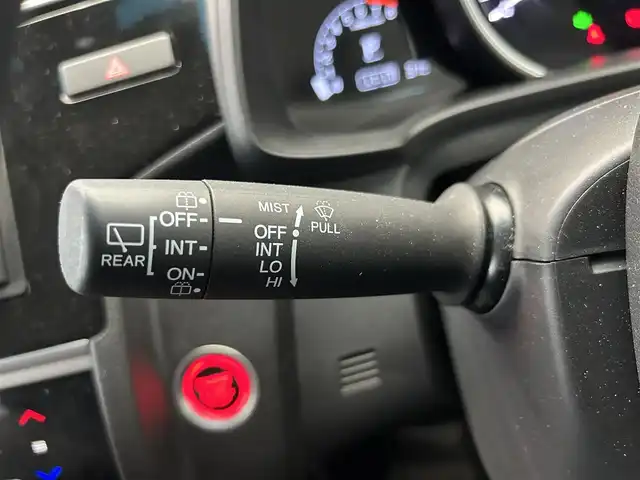 OFF
INT
ON
REAR
MIST
OFF
INT
LO
HI
PULL